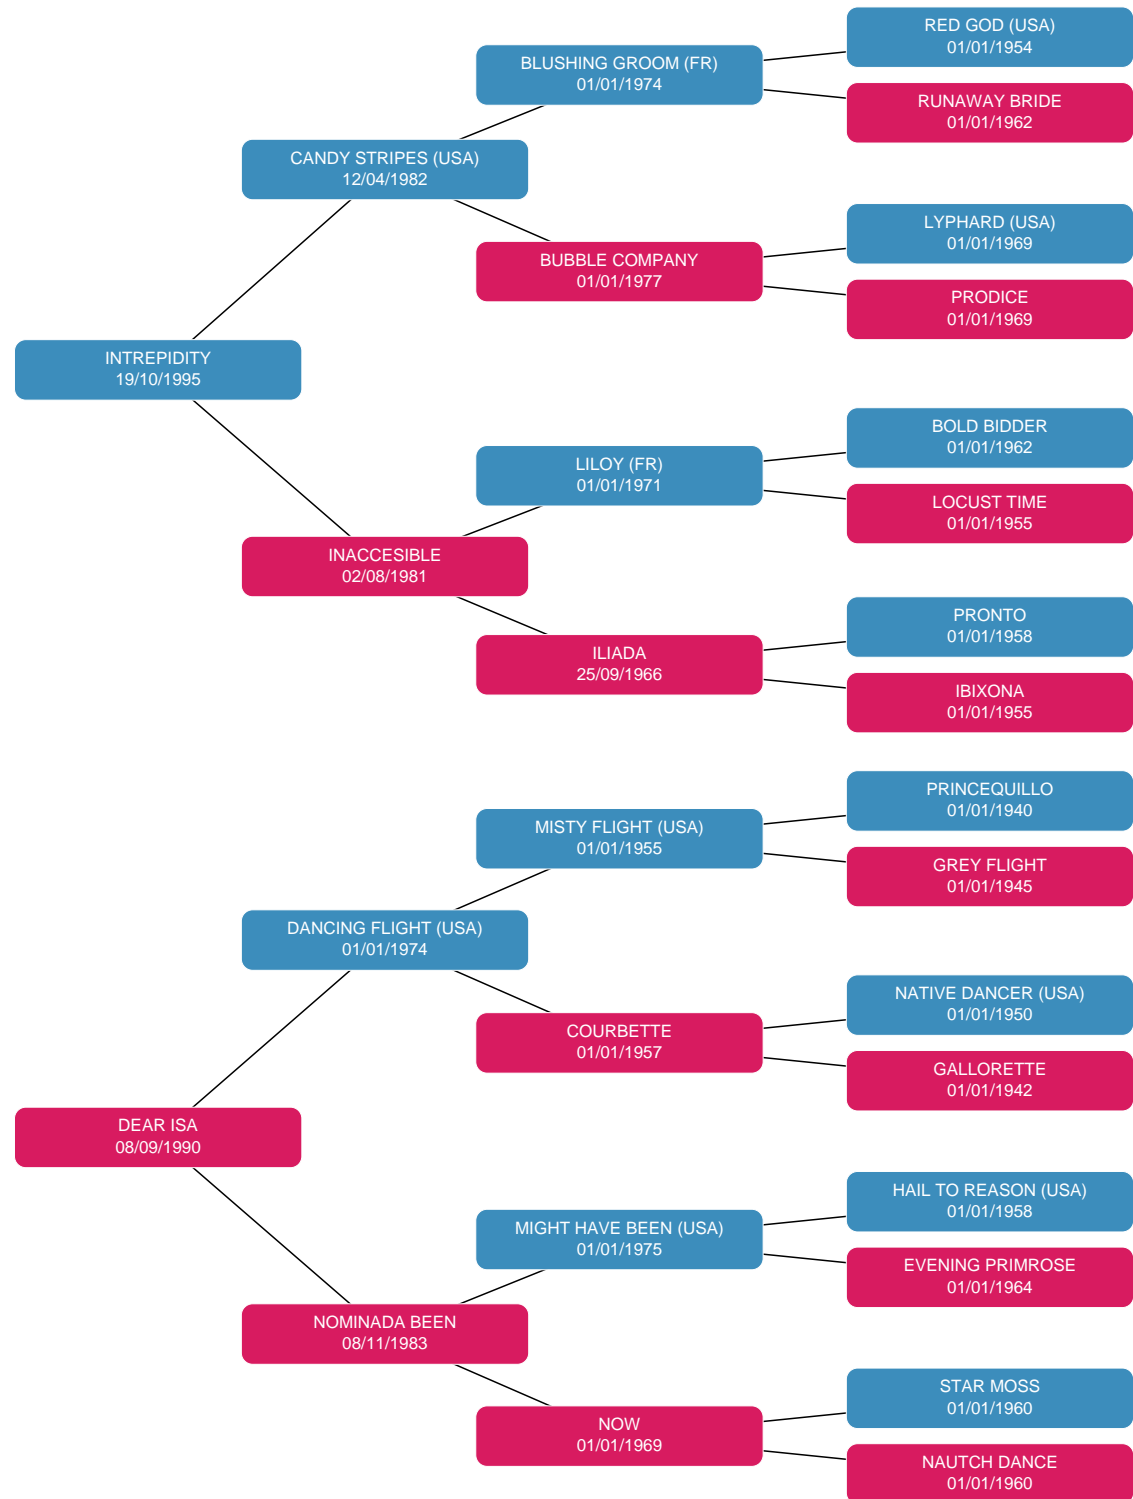 RED GOD (USA)
01/01/1954
BLUSHING GROOM (FR)
01/01/1974
RUNAWAY BRIDE
01/01/1962
CANDY STRIPES (USA)
12/04/1982
LYPHARD (USA)
01/01/1969
BUBBLE COMPANY
01/01/1977
PRODICE
01/01/1969
INTREPIDITY
19/10/1995
BOLD BIDDER
01/01/1962
LILOY (FR)
01/01/1971
LOCUST TIME
01/01/1955
INACCESIBLE
02/08/1981
PRONTO
01/01/1958
ILIADA
25/09/1966
IBIXONA
01/01/1955
PRINCEQUILLO
01/01/1940
MISTY FLIGHT (USA)
01/01/1955
GREY FLIGHT
01/01/1945
DANCING FLIGHT (USA)
01/01/1974
NATIVE DANCER (USA)
01/01/1950
COURBETTE
01/01/1957
GALLORETTE
01/01/1942
DEAR ISA
08/09/1990
HAIL TO REASON (USA)
01/01/1958
MIGHT HAVE BEEN (USA)
01/01/1975
EVENING PRIMROSE
01/01/1964
NOMINADA BEEN
08/11/1983
STAR MOSS
01/01/1960
NOW
01/01/1969
NAUTCH DANCE
01/01/1960